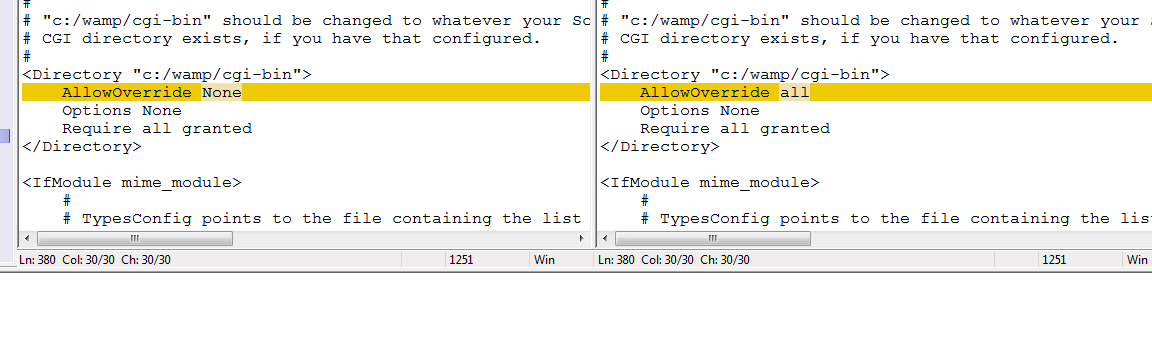 #
# "c:/wamp/cgi-bin" should be changed to whatever your Sc
# CGI directory exists, if you have that configured.
#
<Directory "c:/wamp/cgi-bin">
    AllowOverride None
    Options None
    Require all granted
</Directory>

<IfModule mime_module>
    #
    # TypesConfig points to the file containing the list
Ln: 380 Col: 30/30 Ch: 30/30 1251 Win
#
# "c:/wamp/cgi-bin" should be changed to whatever your
# CGI directory exists, if you have that configured.
#
<Directory "c:/wamp/cgi-bin">
    AllowOverride all
    Options None
    Require all granted
</Directory>

<IfModule mime_module>
    #
    # TypesConfig points to the file containing the lis
Ln: 380 Col: 30/30 Ch: 30/30 1251 Win